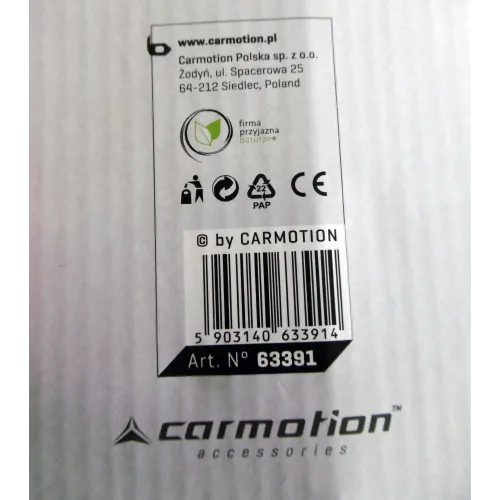 www.carmotion.pl
Carmotion Polska sp. z o.o.
Żodyń, ul. Spacerowa 25
64-212 Siedlec, Poland
firma
przyjazna
naturze
22
PAP
CE
© by CARMOTION
5 903140 633914
Art. N° 63391
carmotion™
accessories